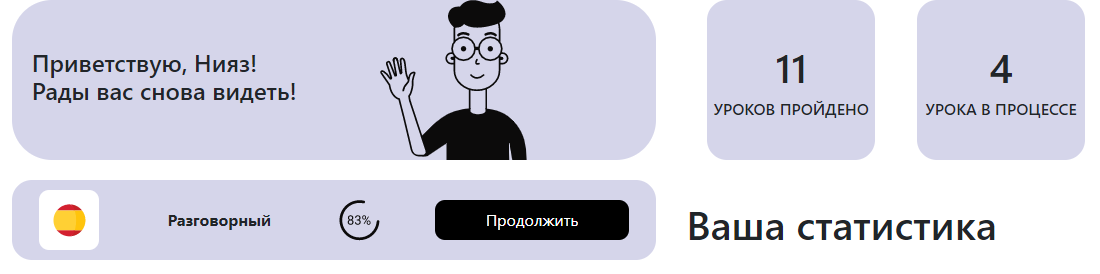 Приветствую, Нияз!
Рады вас снова видеть!
11
УРОКОВ ПРОЙДЕНО
4
УРОКА В ПРОЦЕССЕ
Разговорный
83%
Продолжить
Ваша статистика